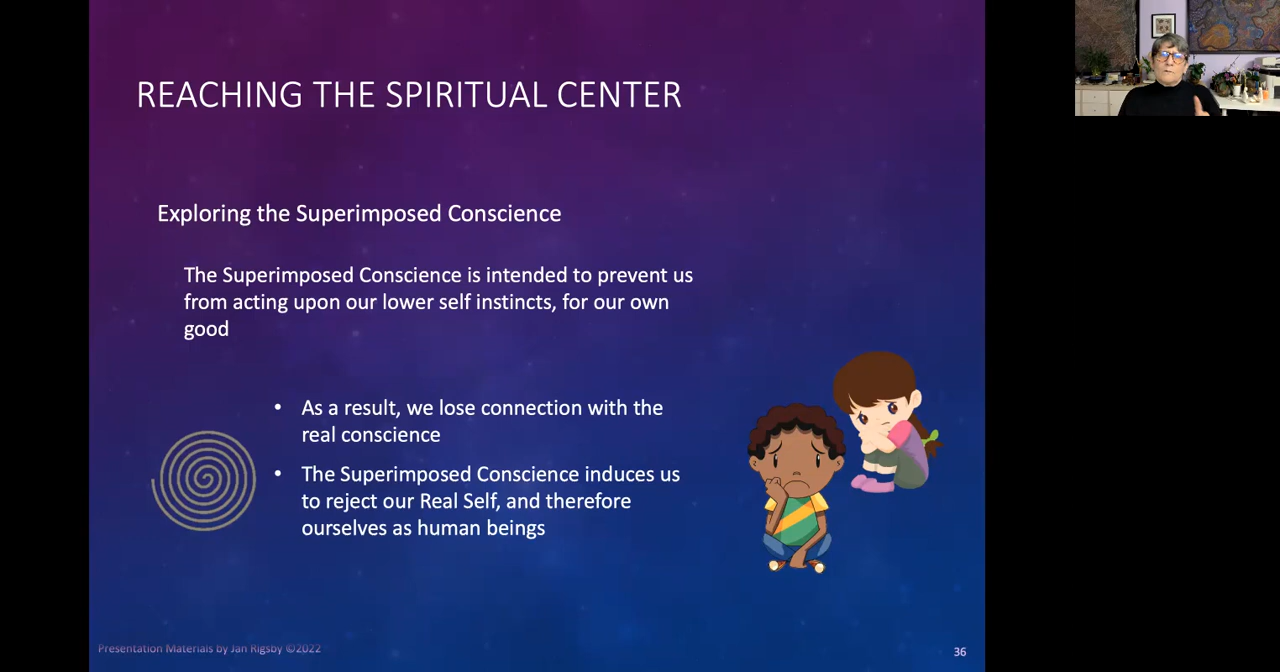 REACHING THE SPIRITUAL CENTER
Exploring the Superimposed Conscience
The Superimposed Conscience is intended to prevent us
from acting upon our lower self instincts, for our own
good
• As a result, we lose connection with the
real conscience
• The Superimposed Conscience induces us
to reject our Real Self, and therefore
ourselves as human beings
Presentation Materials by Jan Rigsby ©2022
36